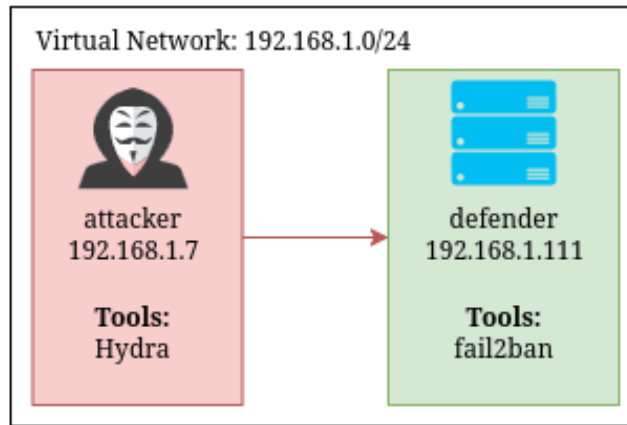 Virtual Network: 192.168.1.0/24
attacker
192.168.1.7
Tools:
Hydra
defender
192.168.1.111
Tools:
fail2ban